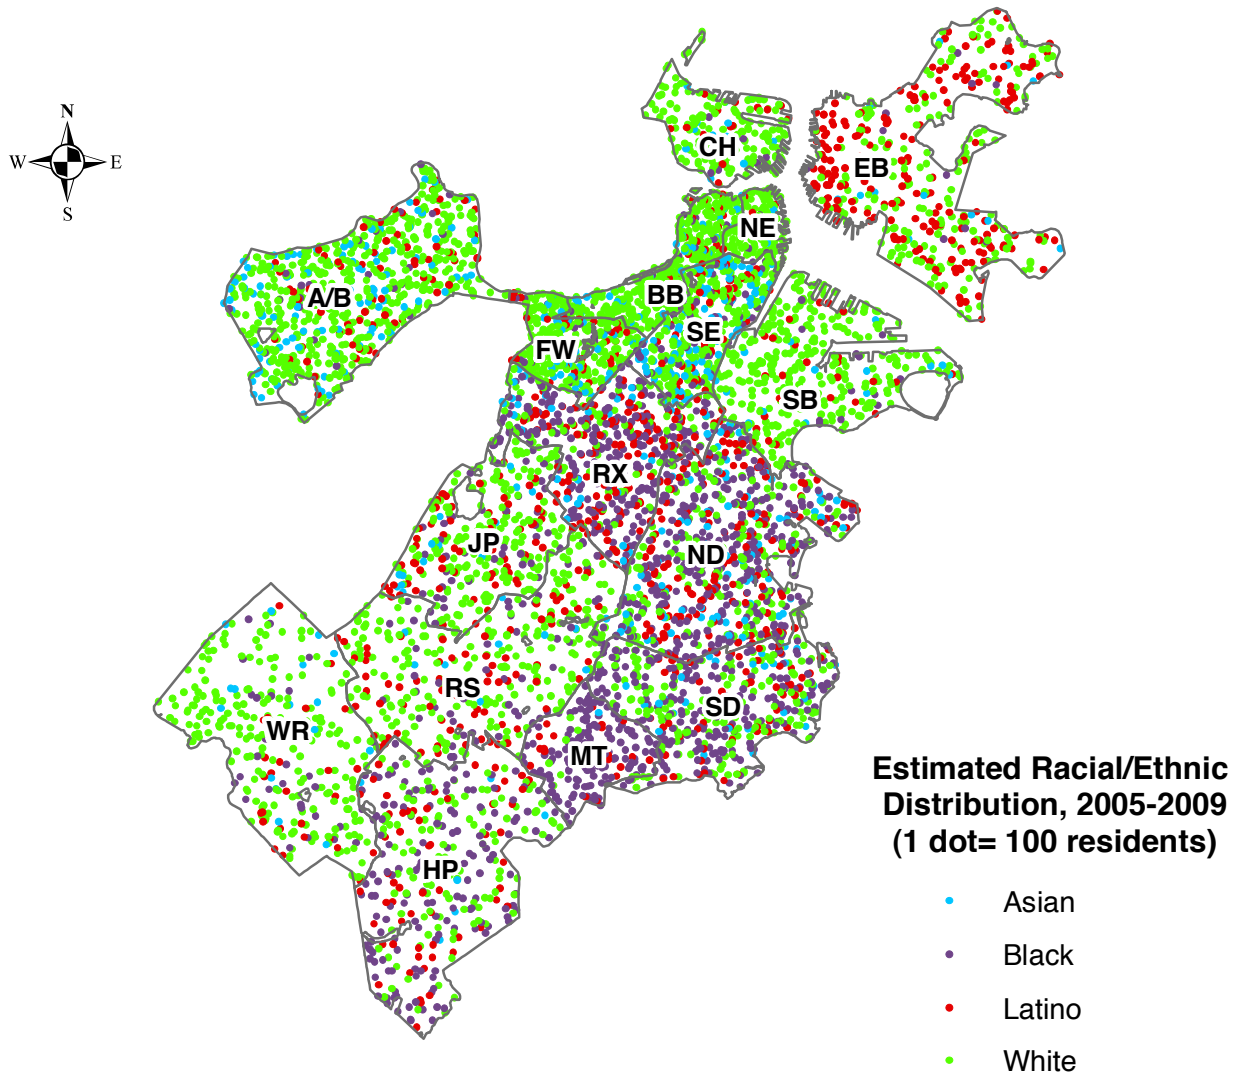 N
W E
S
CH
EB
NE
A/B
BB
SE
FW
SB
RX
JP
ND
RS
SD
WR
MT
HP
Estimated Racial/Ethnic
Distribution, 2005-2009
(1 dot= 100 residents)
Asian
Black
Latino
White